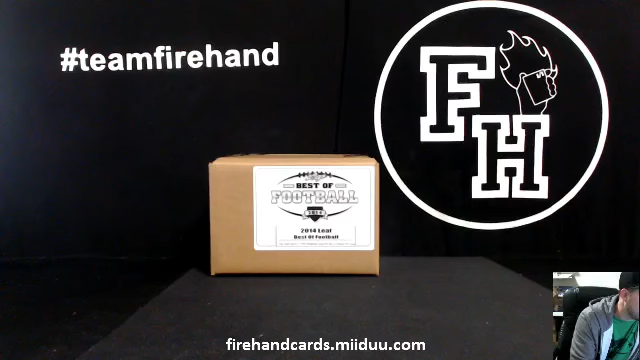 #teamfirehand
F
H
BEST OF
FOOTBALL
2014
2014 Leaf
Best Of Football
firehandcards.miiduu.com